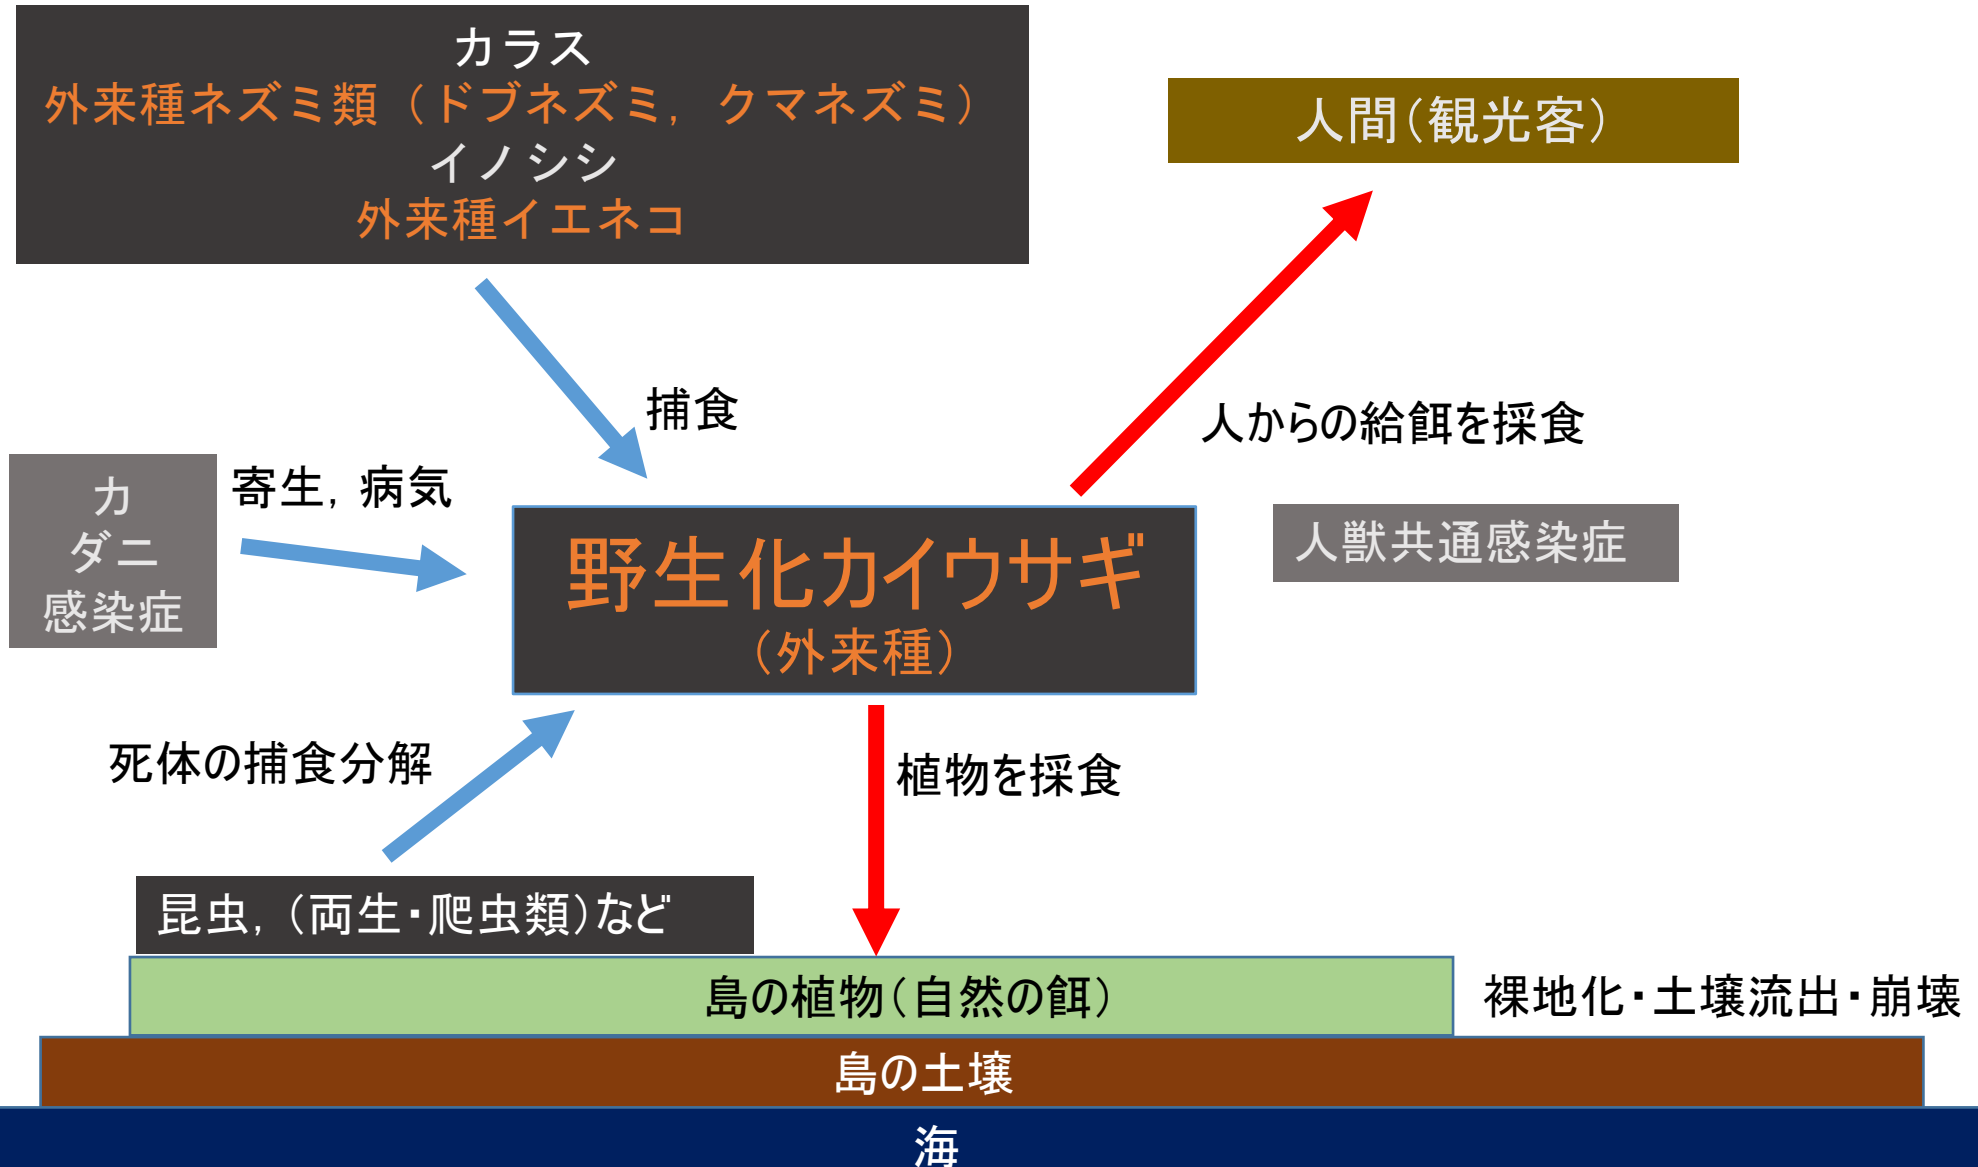 カラス
外来種ネズミ類（ドブネズミ，クマネズミ）
イノシシ
外来種イエネコ
人間（観光客）
捕食
人からの給餌を採食
寄生，病気
カ
ダニ
感染症
野生化カイウサギ
（外来種）
人獣共通感染症
死体の捕食分解
植物を採食
昆虫，（両生・爬虫類）など
島の植物（自然の餌）
裸地化・土壌流出・崩壊
島の土壌
海